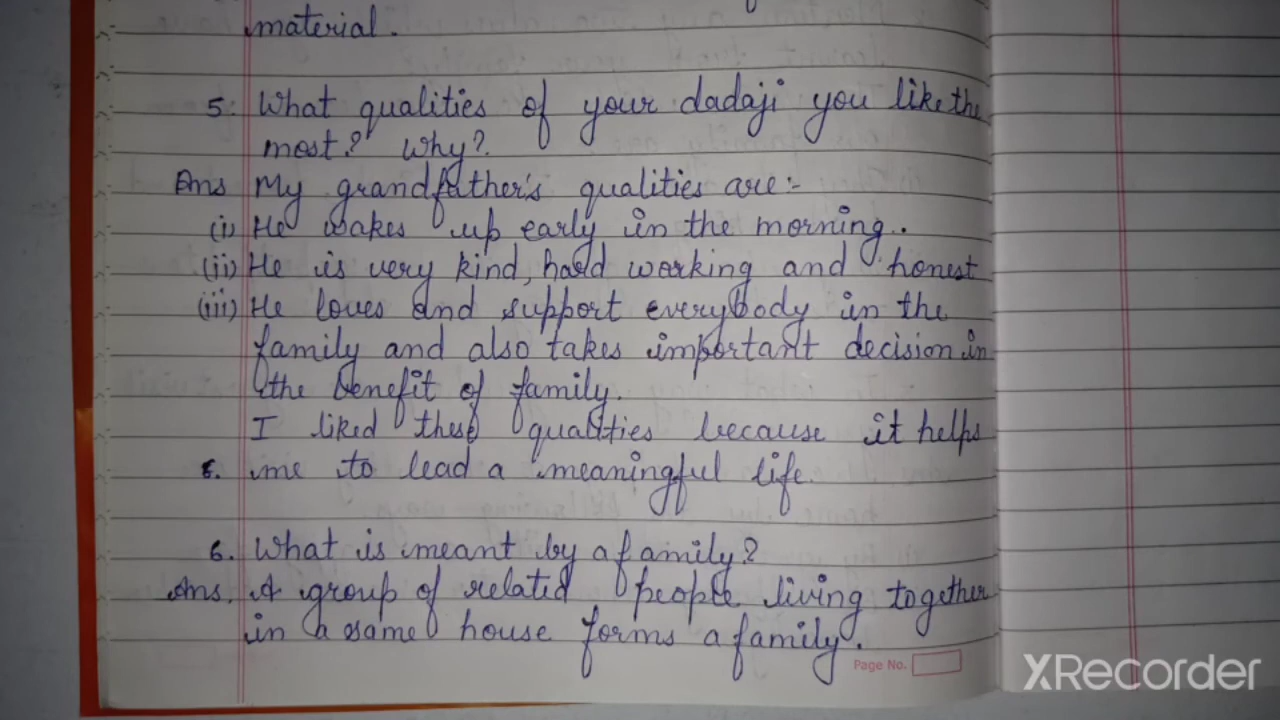 material.
5. What qualities of your dadaji you like the
most? Why?
Ans My grandfather's qualities are:-
(i) He wakes up early in the morning..
(ii) He is very kind, hard working and honest
(iii) He loves and support everybody in the
family and also takes important decision in
the benefit of family.
I liked these qualities because it helps
6. me to lead a meaningful life.
6. What is meant by a family?
Ans. A group of related people living together
in a same house forms a family.
Page No.
XRecorder